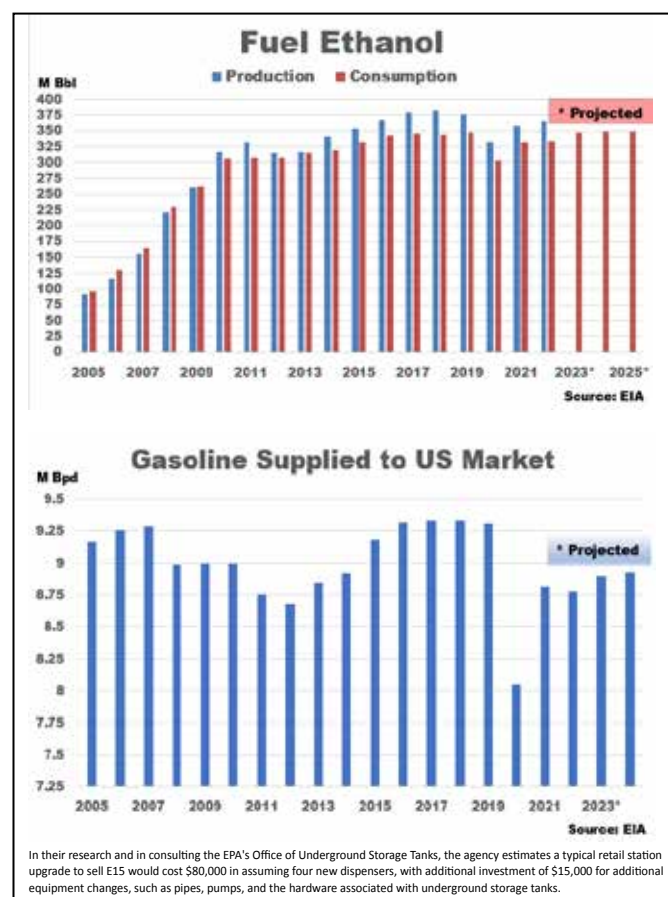 Fuel Ethanol
M Bbl
Production Consumption
400
* Projected
375
350
325
300
275
250
225
200
175
150
125
100
75
50
25
0
2005 2007 2009 2011 2013 2015 2017 2019 2021 2023* 2025*
Source: EIA
Gasoline Supplied to US Market
M Bpd
9.5
9.25
9
* Projected
8.75
8.5
8.25
8
7.75
7.5
7.25
2005 2007 2009 2011 2013 2015 2017 2019 2021 2023*
Source: EIA
In their research and in consulting the EPA's Office of Underground Storage Tanks, the agency estimates a typical retail station
upgrade to sell E15 would cost $80,000 in assuming four new dispensers, with additional investment of $15,000 for additional
equipment changes, such as pipes, pumps, and the hardware associated with underground storage tanks.